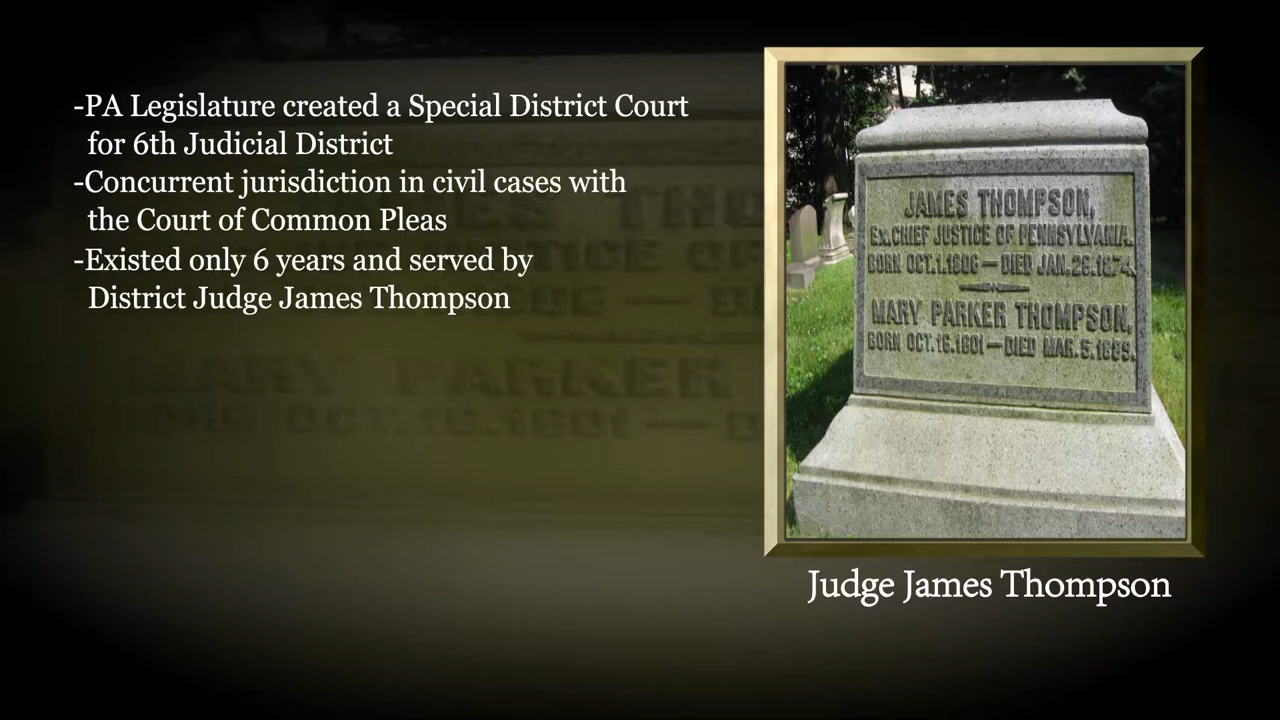 -PA Legislature created a Special District Court
for 6th Judicial District
-Concurrent jurisdiction in civil cases with
the Court of Common Pleas
-Existed only 6 years and served by
District Judge James Thompson
JAMES THOMPSON,
EX.CHIEF JUSTICE OF PENNSYLVANIA.
BORN OCT.1.1806—DIED JAN.28.1874.
MARY PARKER THOMPSON,
BORN OCT.16.1801—DIED MAR.5.1889.
Judge James Thompson